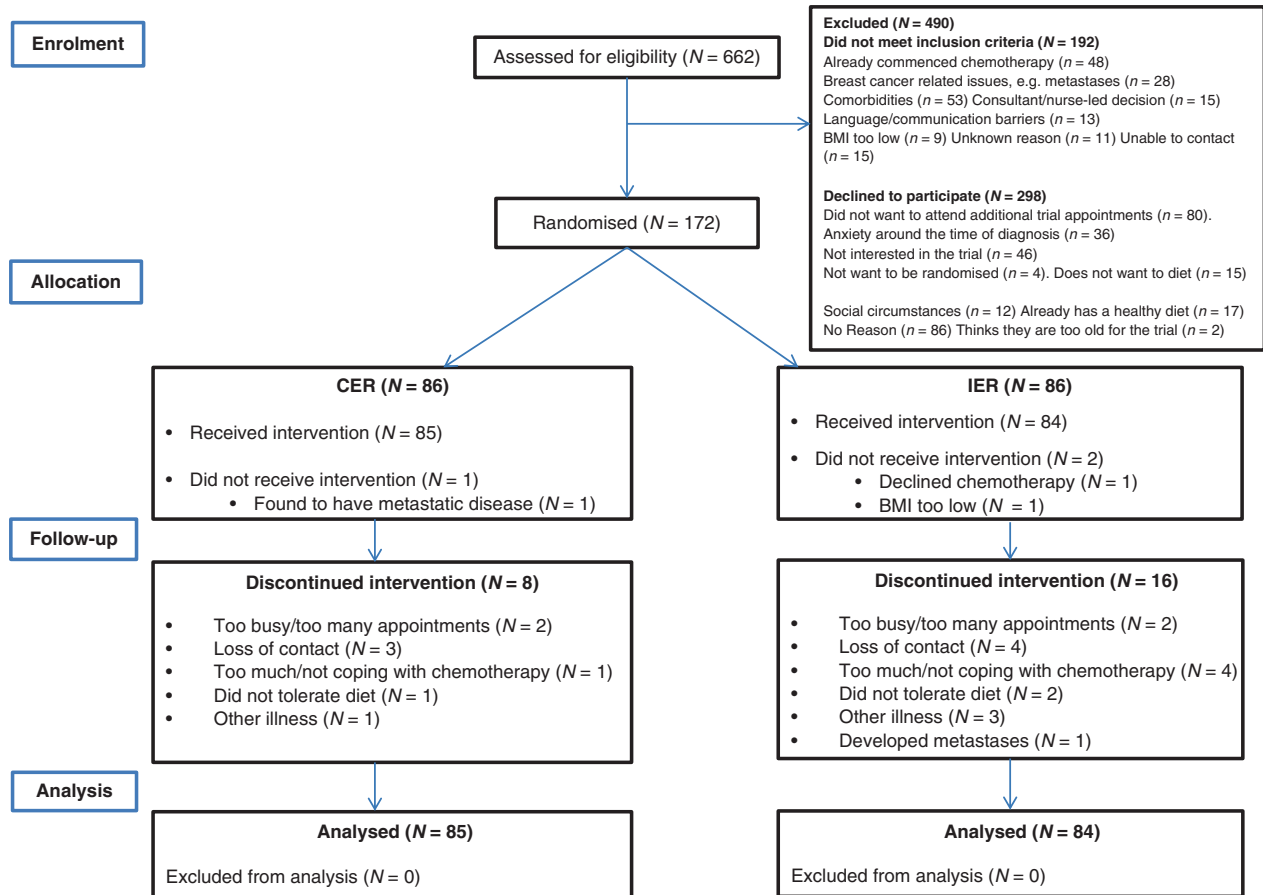 Enrolment
Assessed for eligibility (N = 662)
Excluded (N = 490)
Did not meet inclusion criteria (N = 192)
Already commenced chemotherapy (n = 48)
Breast cancer related issues, e.g. metastases (n = 28)
Comorbidities (n = 53) Consultant/nurse-led decision (n = 15)
Language/communication barriers (n = 13)
BMI too low (n = 9) Unknown reason (n = 11) Unable to contact
(n = 15)
Declined to participate (N = 298)
Did not want to attend additional trial appointments (n = 80).
Anxiety around the time of diagnosis (n = 36)
Not interested in the trial (n = 46)
Not want to be randomised (n = 4). Does not want to diet (n = 15)
Social circumstances (n = 12) Already has a healthy diet (n = 17)
No Reason (n = 86) Thinks they are too old for the trial (n = 2)
Randomised (N = 172)
Allocation
CER (N = 86)
• Received intervention (N = 85)
• Did not receive intervention (N = 1)
• Found to have metastatic disease (N = 1)
IER (N = 86)
• Received intervention (N = 84)
• Did not receive intervention (N = 2)
• Declined chemotherapy (N = 1)
• BMI too low (N = 1)
Follow-up
Discontinued intervention (N = 8)
• Too busy/too many appointments (N = 2)
• Loss of contact (N = 3)
• Too much/not coping with chemotherapy (N = 1)
• Did not tolerate diet (N = 1)
• Other illness (N = 1)
Discontinued intervention (N = 16)
• Too busy/too many appointments (N = 2)
• Loss of contact (N = 4)
• Too much/not coping with chemotherapy (N = 4)
• Did not tolerate diet (N = 2)
• Other illness (N = 3)
• Developed metastases (N = 1)
Analysis
Analysed (N = 85)
Excluded from analysis (N = 0)
Analysed (N = 84)
Excluded from analysis (N = 0)